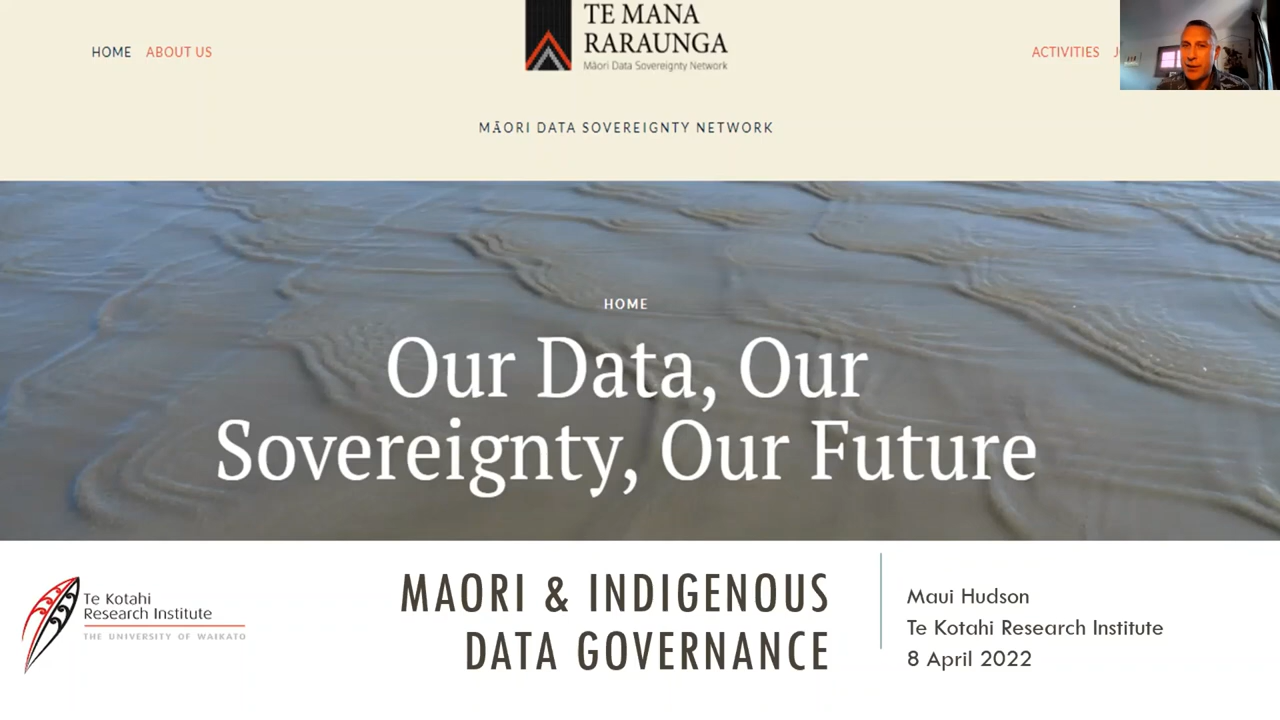 TE MANA
RARAUNGA
Māori Data Sovereignty Network
HOME ABOUT US
ACTIVITIES
MĀORI DATA SOVEREIGNTY NETWORK
HOME
Our Data, Our
Sovereignty, Our Future
Te Kotahi
Research Institute
THE UNIVERSITY OF WAIKATO
MAORI & INDIGENOUS
DATA GOVERNANCE
Maui Hudson
Te Kotahi Research Institute
8 April 2022